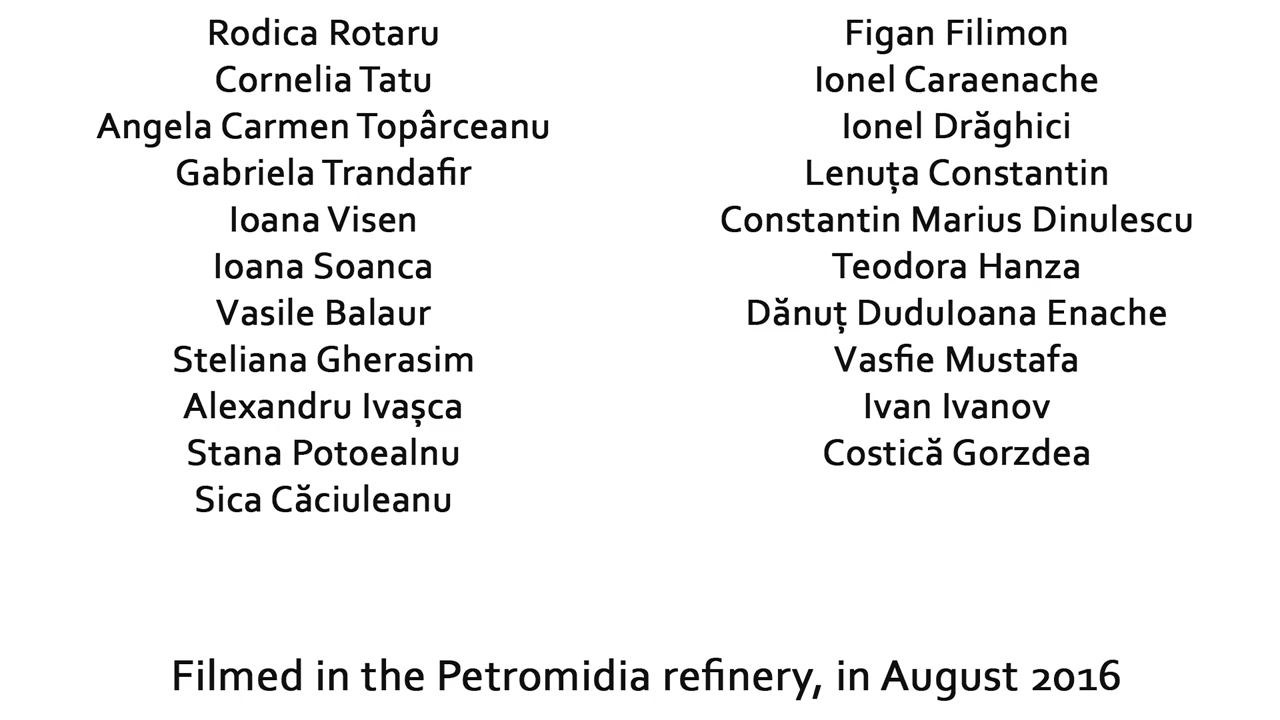 Rodica Rotaru
Cornelia Tatu
Angela Carmen Topârceanu
Gabriela Trandafir
Ioana Visen
Ioana Soanca
Vasile Balaur
Steliana Gherasim
Alexandru Ivașca
Stana Potoealnu
Sica Căciuleanu
Figan Filimon
Ionel Caraenache
Ionel Drăghici
Lenuța Constantin
Constantin Marius Dinulescu
Teodora Hanza
Dănuț DuduIoana Enache
Vasfie Mustafa
Ivan Ivanov
Costică Gorzdea
Filmed in the Petromidia refinery, in August 2016